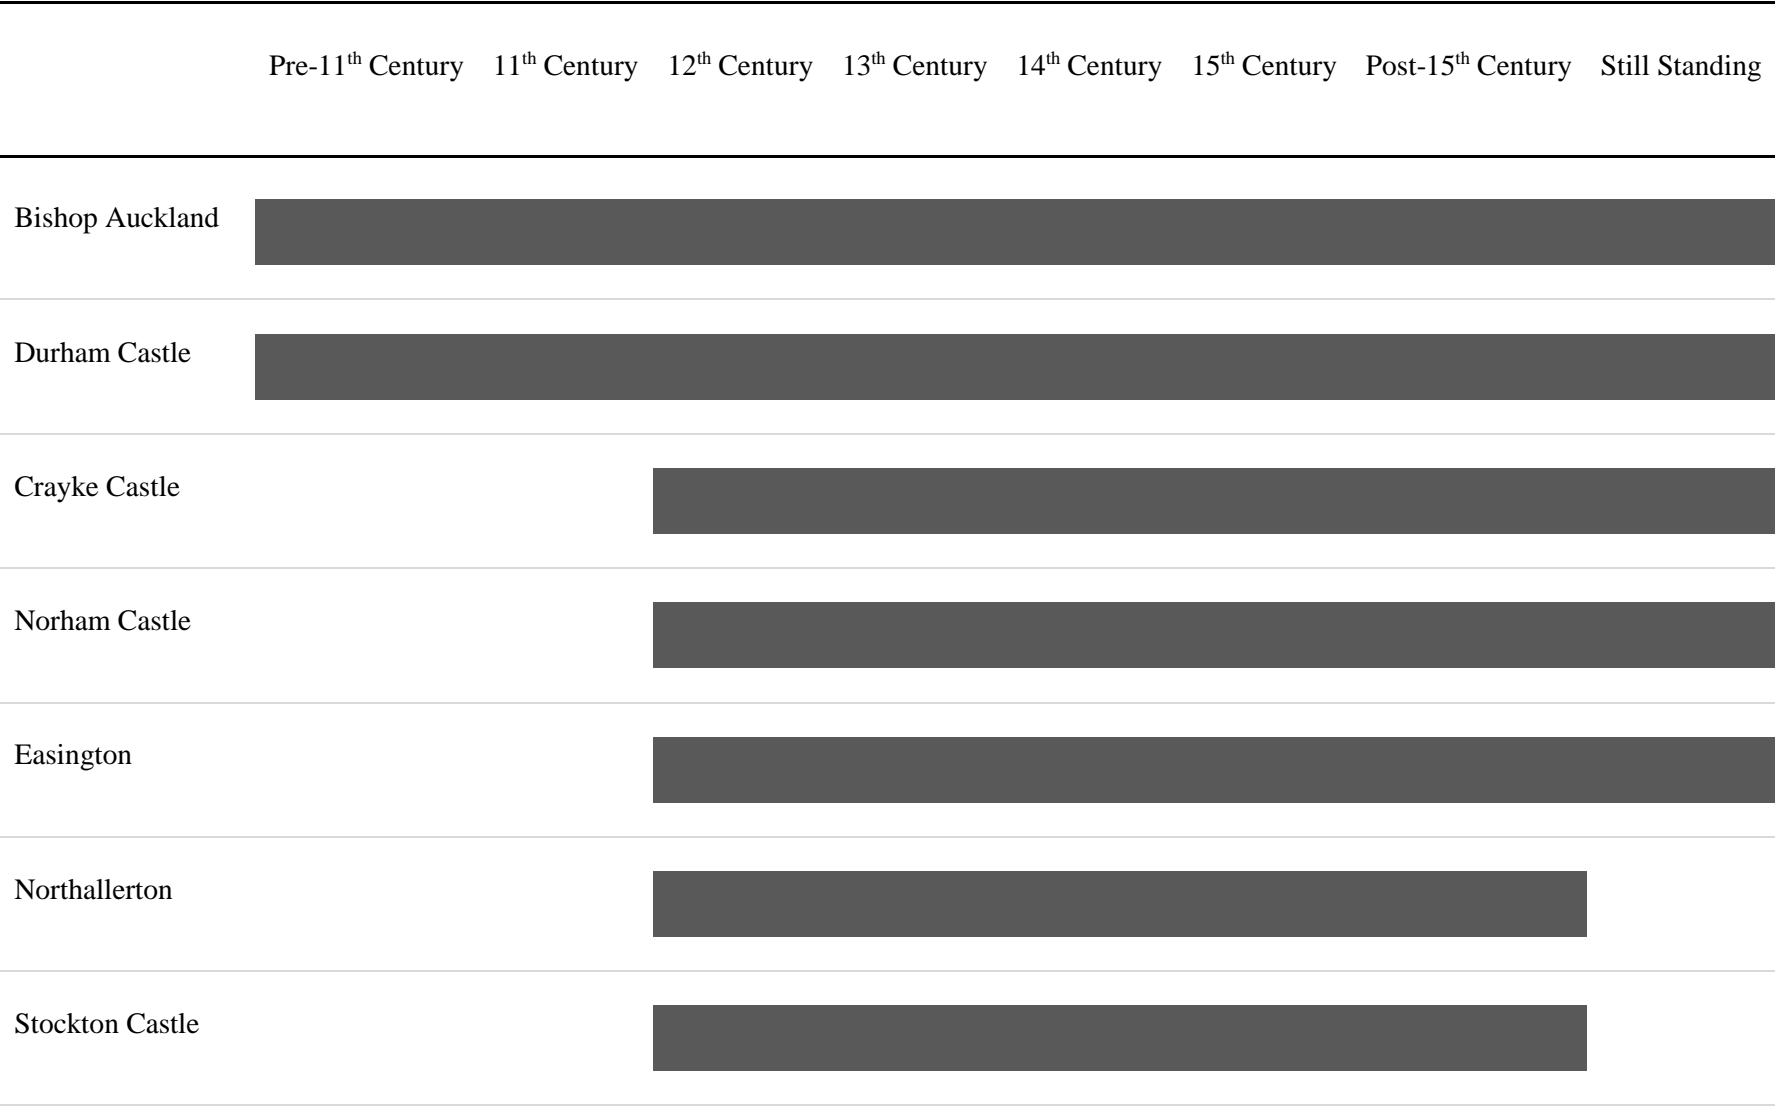 Pre-11th Century 11th Century 12th Century 13th Century 14th Century 15th Century Post-15th Century Still Standing
Bishop Auckland
Durham Castle
Crayke Castle
Norham Castle
Easington
Northallerton
Stockton Castle